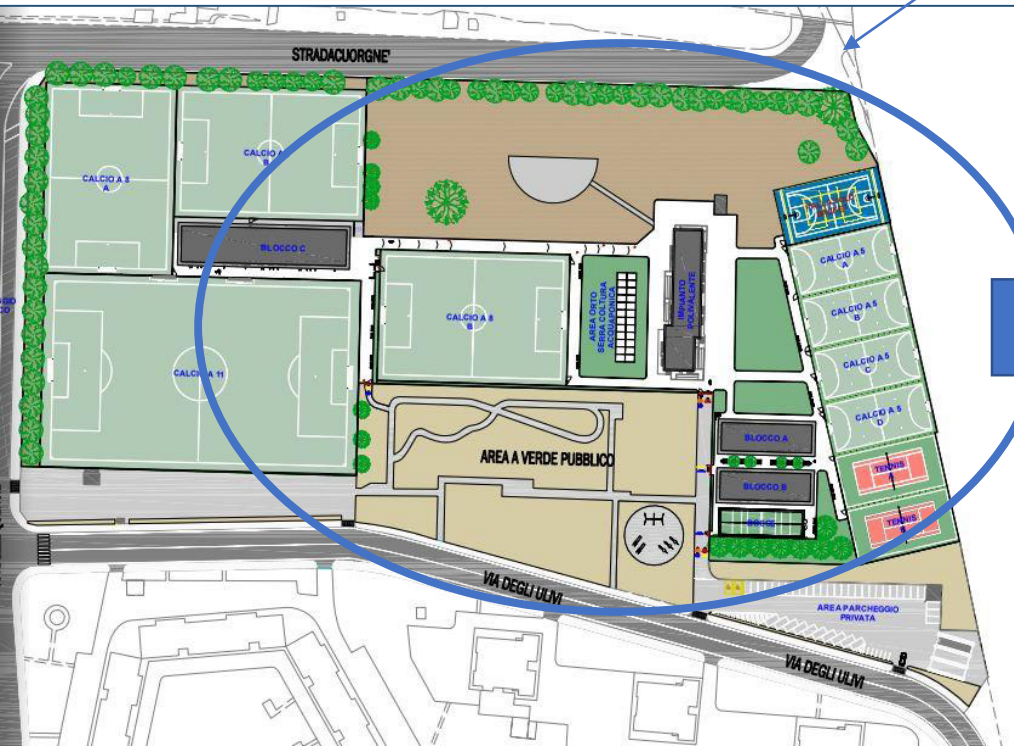 STRADACUORGNE'
CALCIO A 8
A
CALCIO A 8
B
BLOCCO C
CALCIO A 11
CALCIO A 8
B
AREA ORTO
SERRA COLTURA
ACQUAPONICA
IMPIANTO
POLIVALENTE
CALCIO A 5
A
CALCIO A 5
B
CALCIO A 5
C
CALCIO A 5
D
BLOCCO A
BLOCCO B
BOCCE
TENNIS
A
TENNIS
B
AREA A VERDE PUBBLICO
VIA DEGLI ULIVI
AREA PARCHEGGIO
PRIVATA
VIA DEGLI ULIVI